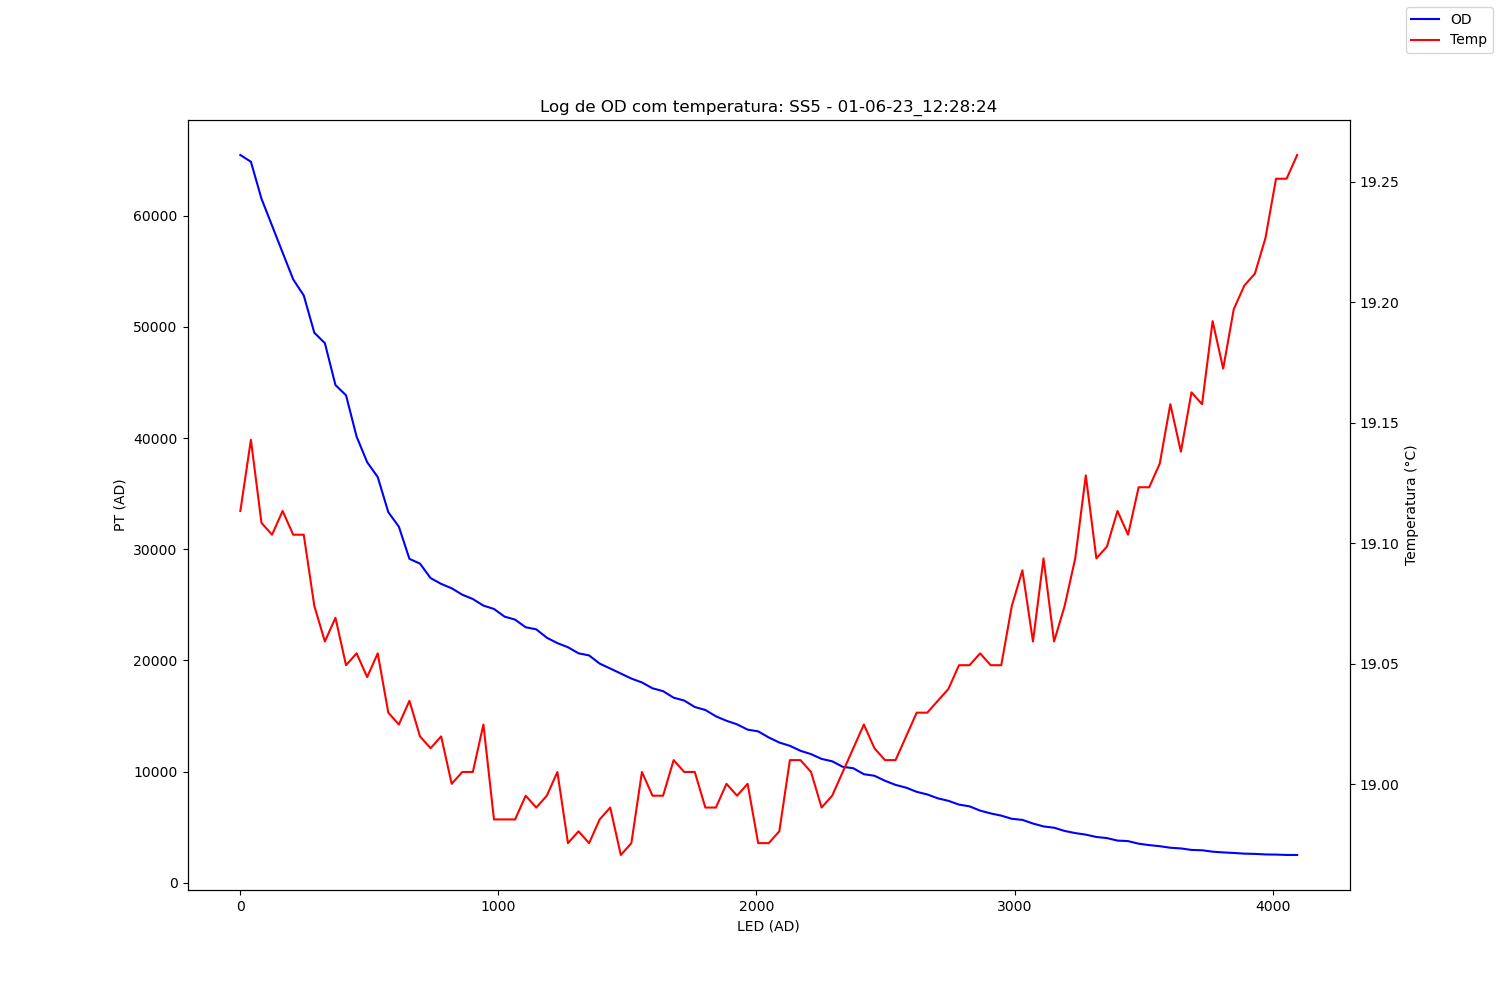 OD
Temp
Log de OD com temperatura: SS5 - 01-06-23_12:28:24
60000
50000
40000
30000
20000
10000
0
PT (AD)
19.25
19.20
19.15
19.10
19.05
19.00
Temperatura (°C)
0 1000 2000 3000 4000
LED (AD)